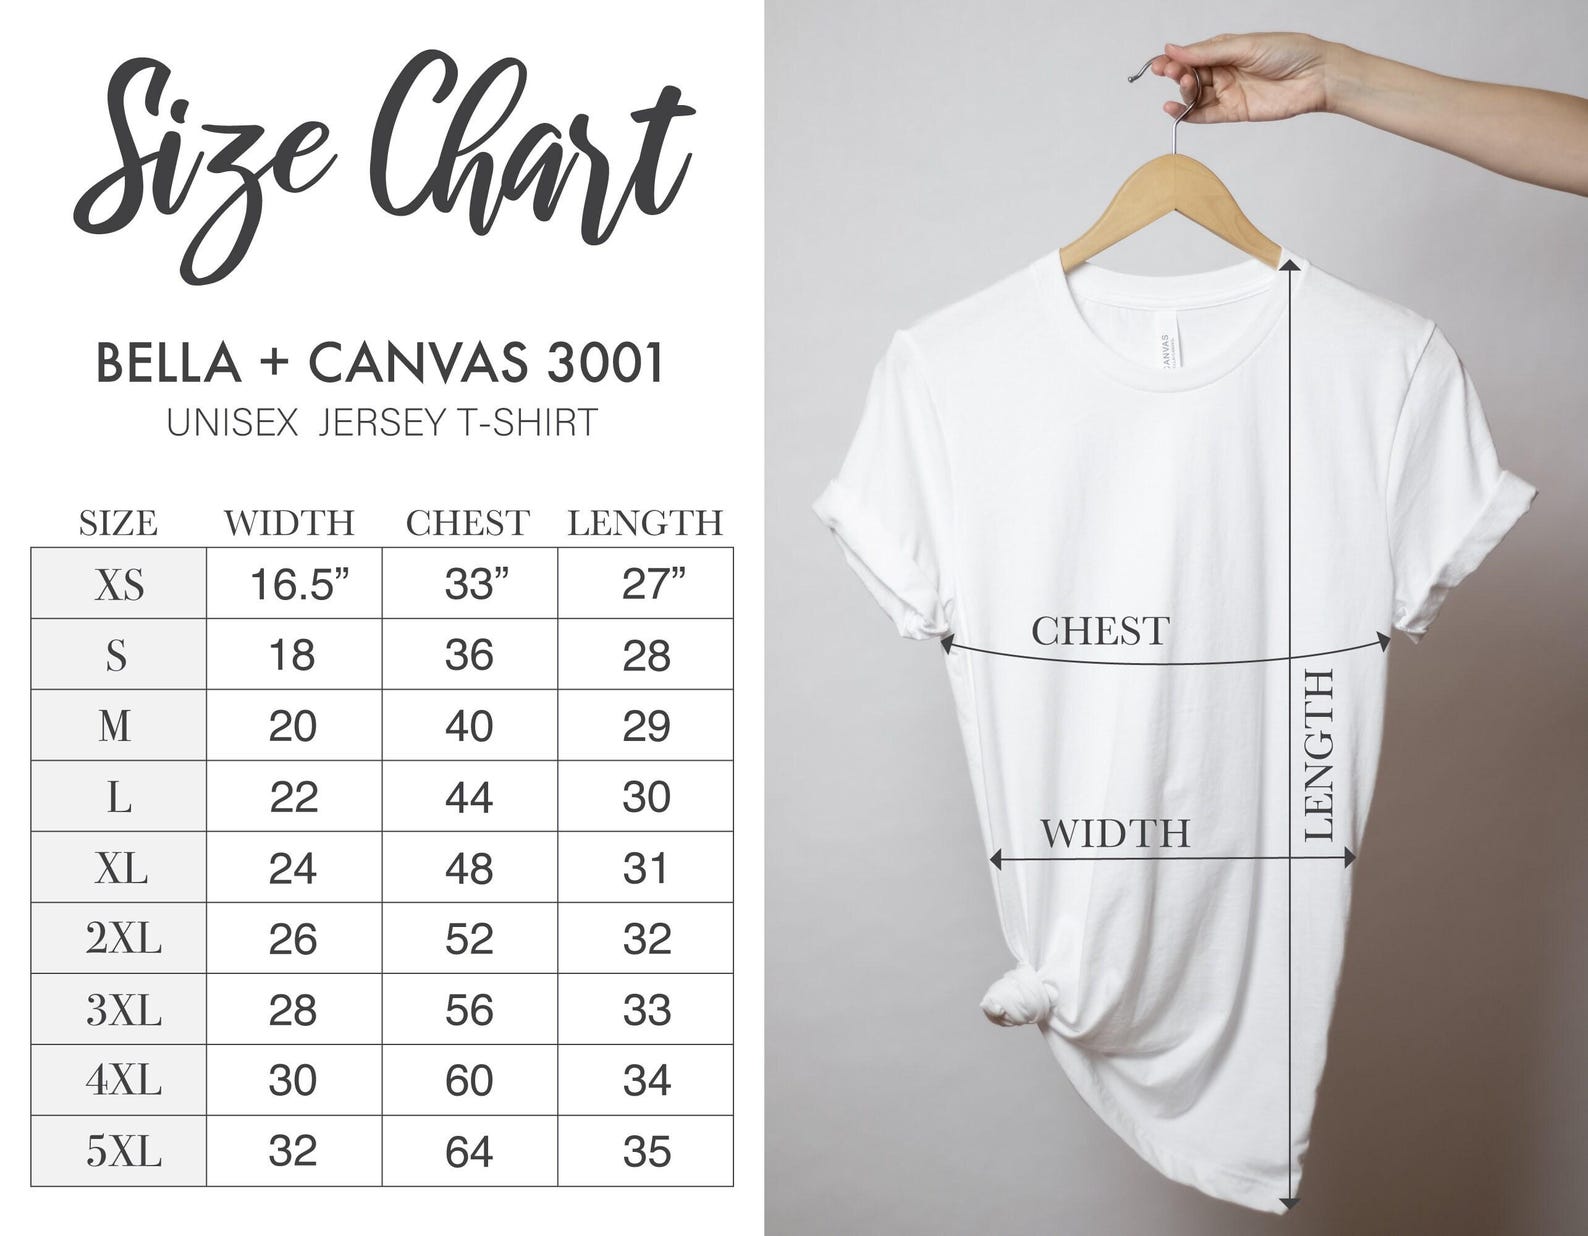 Size Chart
BELLA + CANVAS 3001
UNISEX JERSEY T-SHIRT
SIZE WIDTH CHEST LENGTH
XS 16.5” 33” 27”
S 18 36 28
M 20 40 29
L 22 44 30
XL 24 48 31
2XL 26 52 32
3XL 28 56 33
4XL 30 60 34
5XL 32 64 35
CANVAS
CHEST
LENGTH
WIDTH